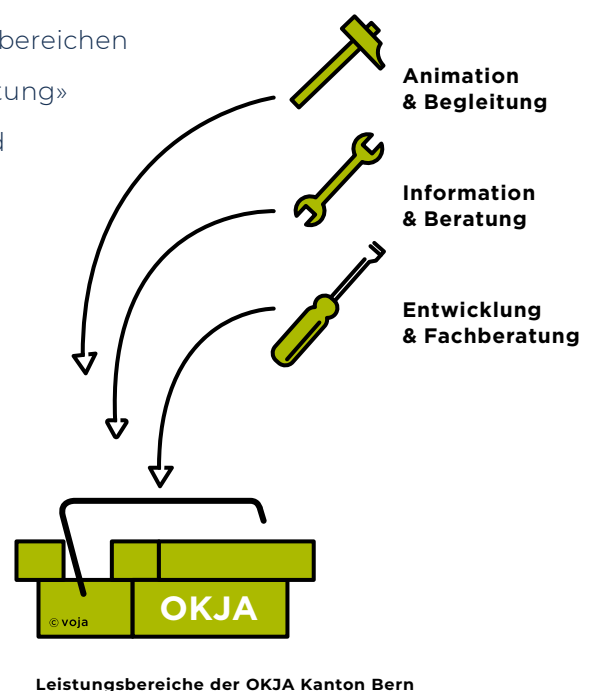 bereichen
tung»
Animation
& Begleitung
Information
& Beratung
Entwicklung
& Fachberatung
© voja
OKJA
Leistungsbereiche der OKJA Kanton Bern